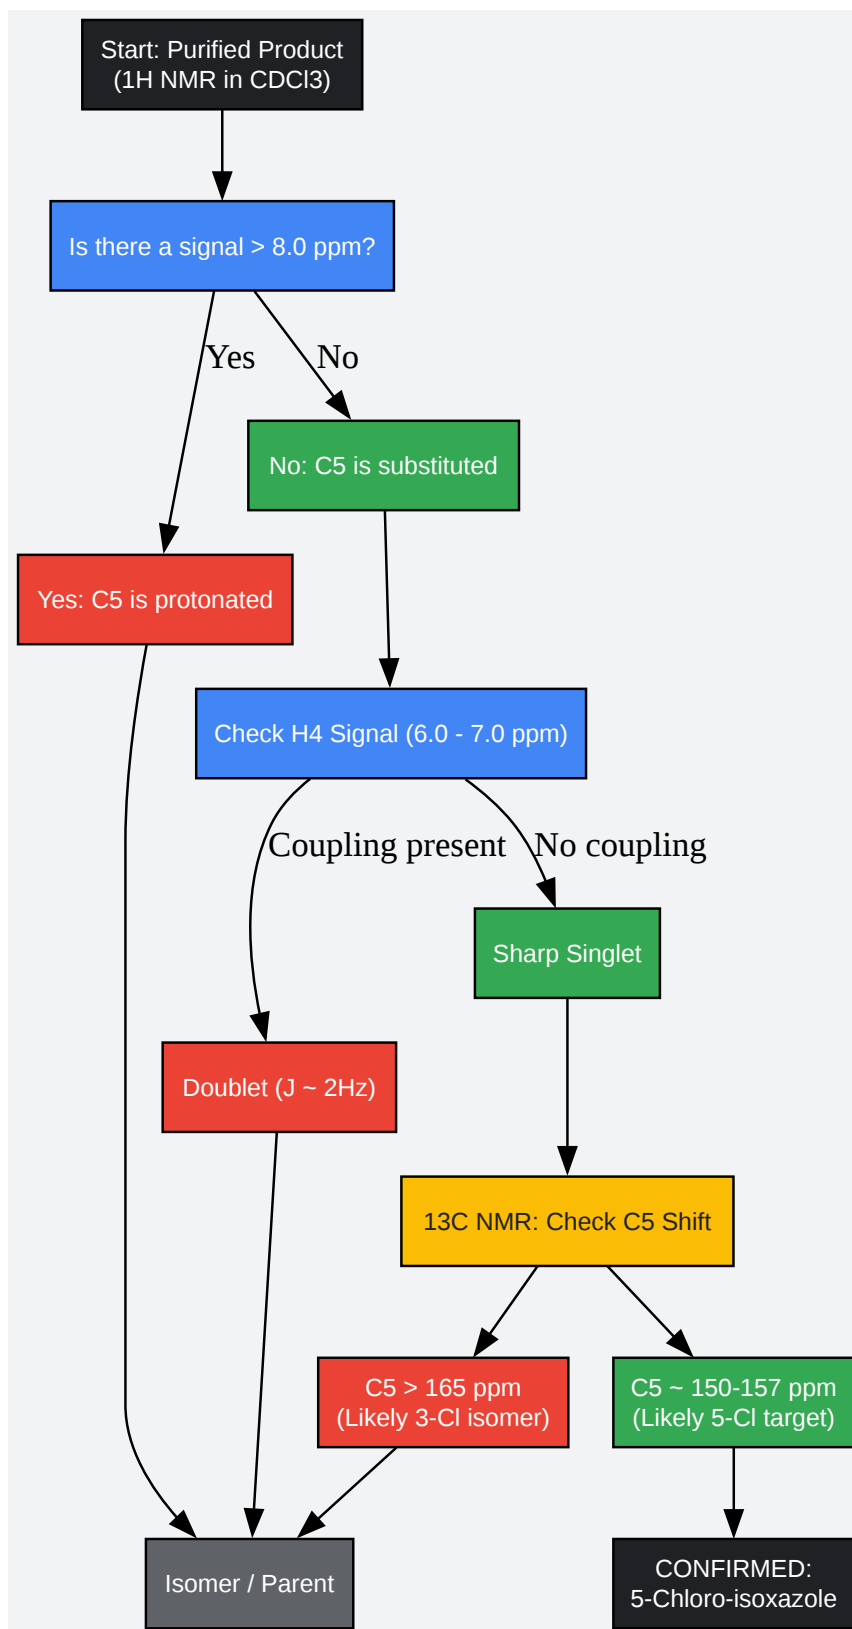 Start: Purified Product
(1H NMR in CDCl3)
Is there a signal > 8.0 ppm?
Yes
No
No: C5 is substituted
Yes: C5 is protonated
Check H4 Signal (6.0 - 7.0 ppm)
Coupling present
No coupling
Sharp Singlet
Doublet (J ~ 2Hz)
13C NMR: Check C5 Shift
C5 > 165 ppm
(Likely 3-Cl isomer)
C5 ~ 150-157 ppm
(Likely 5-Cl target)
Isomer / Parent
CONFIRMED:
5-Chloro-isoxazole